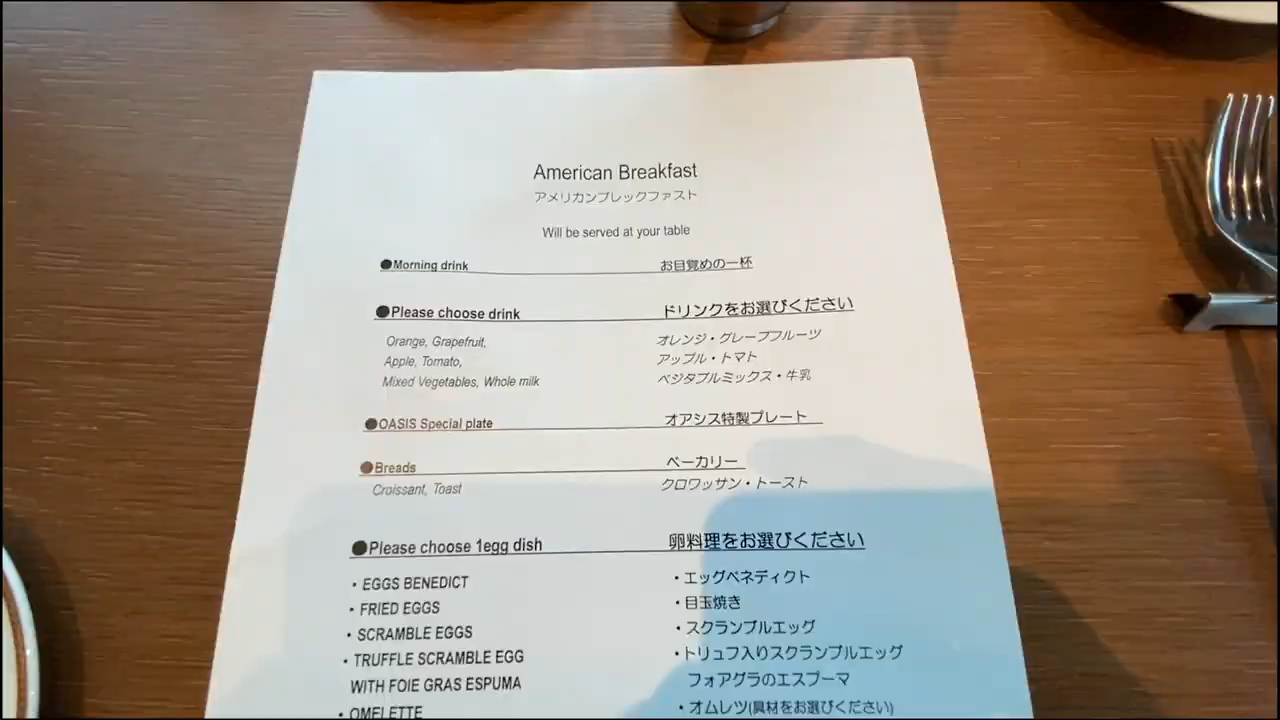 American Breakfast
アメリカンブレックファスト
Will be served at your table
●Morning drink お目覚めの一杯
●Please choose drink ドリンクをお選びください
Orange, Grapefruit, オレンジ・グレープフルーツ
Apple, Tomato, アップル・トマト
Mixed Vegetables, Whole milk ベジタブルミックス・牛乳
●OASIS Special plate オアシス特製プレート
●Breads ベーカリー
Croissant, Toast クロワッサン・トースト
●Please choose 1egg dish 卵料理をお選びください
・EGGS BENEDICT ・エッグベネディクト
・FRIED EGGS ・目玉焼き
・SCRAMBLE EGGS ・スクランブルエッグ
・TRUFFLE SCRAMBLE EGG ・トリュフ入りスクランブルエッグ
WITH FOIE GRAS ESPUMA フォアグラのエスプーマ
・OMELETTE ・オムレツ(具材をお選びください)